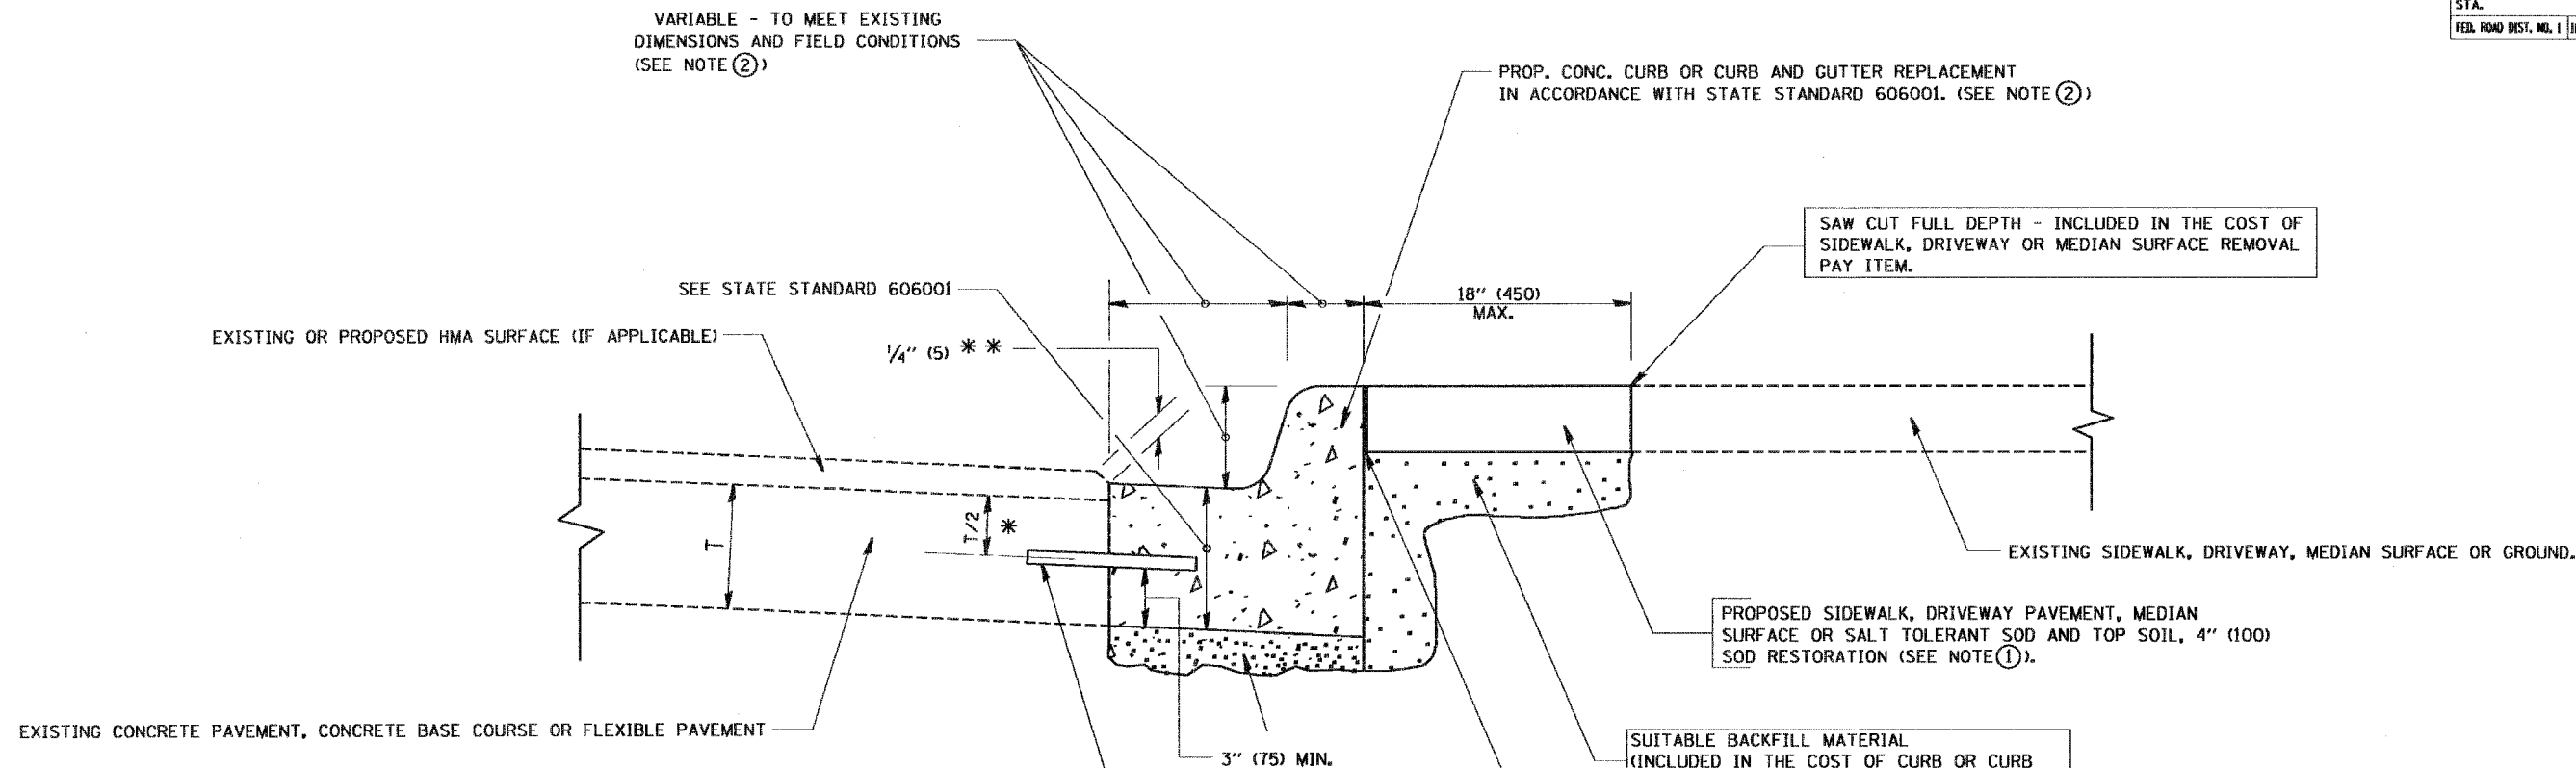 STA.
FED. ROAD DIST. NO. 1
VARIABLE - TO MEET EXISTING
DIMENSIONS AND FIELD CONDITIONS
(SEE NOTE ②)
PROP. CONC. CURB OR CURB AND GUTTER REPLACEMENT
IN ACCORDANCE WITH STATE STANDARD 606001. (SEE NOTE ②)
SAW CUT FULL DEPTH - INCLUDED IN THE COST OF
SIDEWALK, DRIVEWAY OR MEDIAN SURFACE REMOVAL
PAY ITEM.
SEE STATE STANDARD 606001
18" (450)
MAX.
EXISTING OR PROPOSED HMA SURFACE (IF APPLICABLE)
1/4" (5) * *
T
T/2 *
EXISTING SIDEWALK, DRIVEWAY, MEDIAN SURFACE OR GROUND.
PROPOSED SIDEWALK, DRIVEWAY PAVEMENT, MEDIAN
SURFACE OR SALT TOLERANT SOD AND TOP SOIL, 4" (100)
SOD RESTORATION (SEE NOTE ①).
EXISTING CONCRETE PAVEMENT, CONCRETE BASE COURSE OR FLEXIBLE PAVEMENT
3" (75) MIN.
SUITABLE BACKFILL MATERIAL
(INCLUDED IN THE COST OF CURB OR CURB